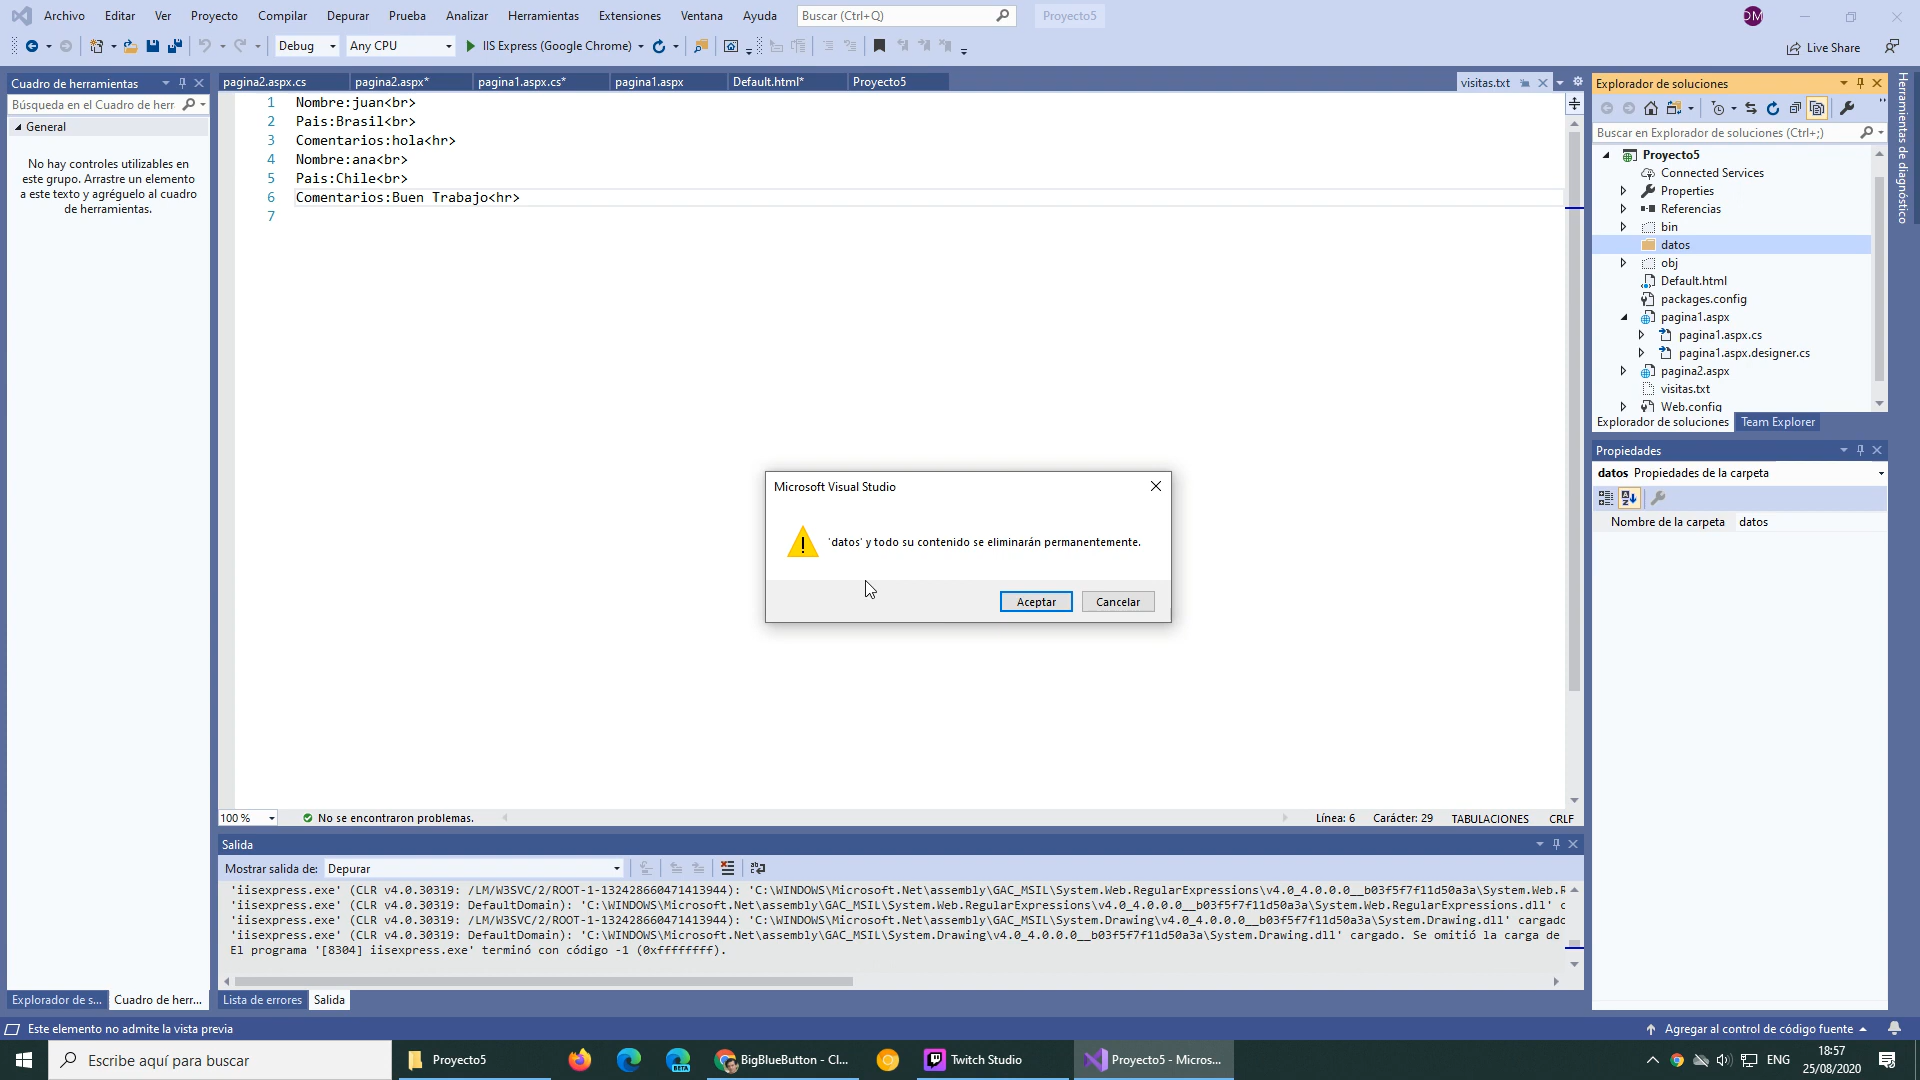 Archivo Editar Ver Proyecto Compilar Depurar Prueba Analizar Herramientas Extensiones Ventana Ayuda Buscar (Ctrl+Q) Proyecto5 DM
Debug Any CPU IIS Express (Google Chrome) Live Share
Cuadro de herramientas
Búsqueda en el Cuadro de herr
General
No hay controles utilizables en
este grupo. Arrastre un elemento
a este texto y agréguelo al cuadro
de herramientas.
pagina2.aspx.cs pagina2.aspx* pagina1.aspx.cs* pagina1.aspx Default.html* Proyecto5 visitas.txt
1 Nombre:juan<br>
2 Pais:Brasil<br>
3 Comentarios:hola<hr>
4 Nombre:ana<br>
5 Pais:Chile<br>
6 Comentarios:Buen Trabajo<hr>
7
Microsoft Visual Studio
'datos' y todo su contenido se eliminarán permanentemente.
Aceptar Cancelar
100 % No se encontraron problemas. Línea: 6 Carácter: 29 TABULACIONES CRLF
Explorador de soluciones
Buscar en Explorador de soluciones (Ctrl+;)
Proyecto5
Connected Services
Properties
Referencias
bin
datos
obj
Default.html
packages.config
pagina1.aspx
pagina1.aspx.cs
pagina1.aspx.designer.cs
pagina2.aspx
visitas.txt
Web.config
Explorador de soluciones Team Explorer
Herramientas de diagnóstico
Propiedades
datos Propiedades de la carpeta
Nombre de la carpeta datos
Salida
Mostrar salida de: Depurar
'iisexpress.exe' (CLR v4.0.30319: /LM/W3SVC/2/ROOT-1-132428660471413944): 'C:\WINDOWS\Microsoft.Net\assembly\GAC_MSIL\System.Web.RegularExpressions\v4.0_4.0.0.0__b03f5f7f11d50a3a\System.Web.R
'iisexpress.exe' (CLR v4.0.30319: DefaultDomain): 'C:\WINDOWS\Microsoft.Net\assembly\GAC_MSIL\System.Web.RegularExpressions\v4.0_4.0.0.0__b03f5f7f11d50a3a\System.Web.RegularExpressions.dll' c
'iisexpress.exe' (CLR v4.0.30319: /LM/W3SVC/2/ROOT-1-132428660471413944): 'C:\WINDOWS\Microsoft.Net\assembly\GAC_MSIL\System.Drawing\v4.0_4.0.0.0__b03f5f7f11d50a3a\System.Drawing.dll' cargado
'iisexpress.exe' (CLR v4.0.30319: DefaultDomain): 'C:\WINDOWS\Microsoft.Net\assembly\GAC_MSIL\System.Drawing\v4.0_4.0.0.0__b03f5f7f11d50a3a\System.Drawing.dll' cargado. Se omitió la carga de
El programa '[8304] iisexpress.exe' terminó con código -1 (0xffffffff).
Explorador de s... Cuadro de herr... Lista de errores Salida
Este elemento no admite la vista previa Agregar al control de código fuente
Escribe aquí para buscar Proyecto5 BETA BigBlueButton - Cl... Twitch Studio Proyecto5 - Micros... ENG 18:57
25/08/2020